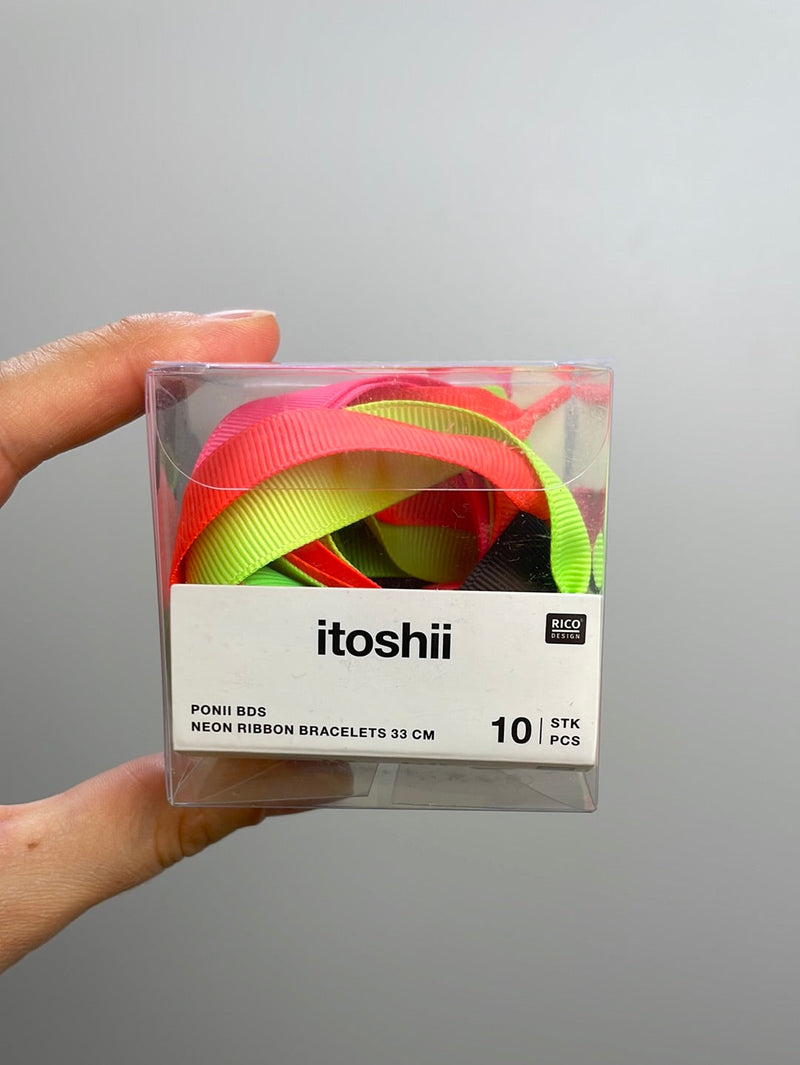 itoshii
RICO
DESIGN
PONII BDS
NEON RIBBON BRACELETS 33 CM
10 | STK
PCS